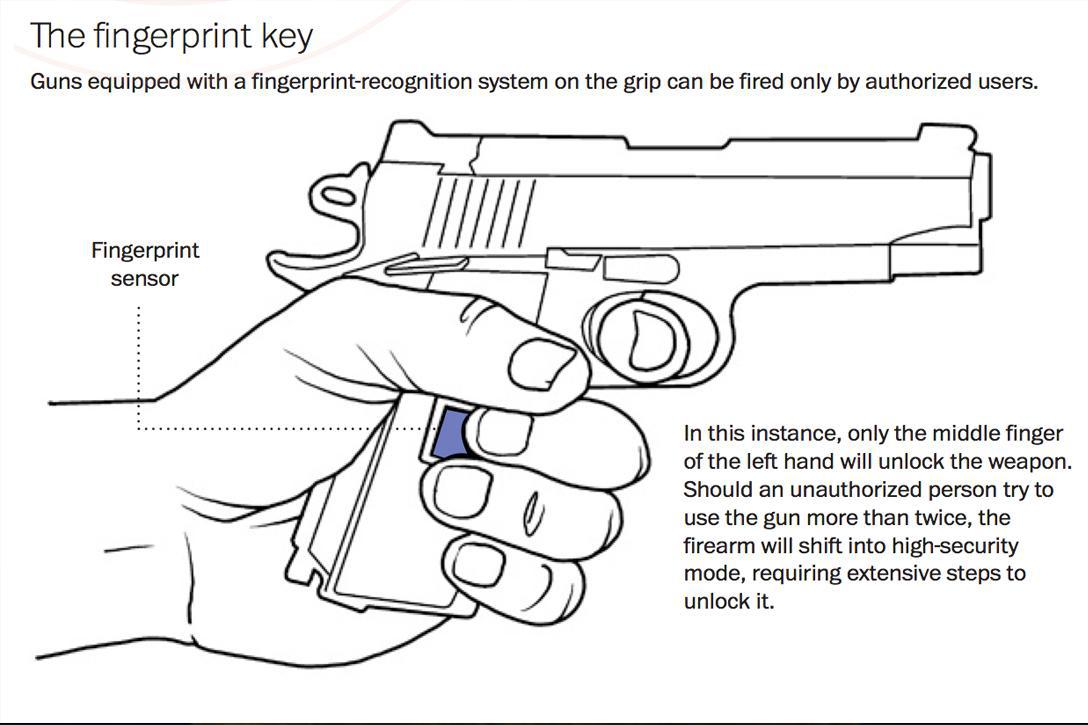 The fingerprint key
Guns equipped with a fingerprint-recognition system on the grip can be fired only by authorized users.
Fingerprint
sensor
In this instance, only the middle finger
of the left hand will unlock the weapon.
Should an unauthorized person try to
use the gun more than twice, the
firearm will shift into high-security
mode, requiring extensive steps to
unlock it.